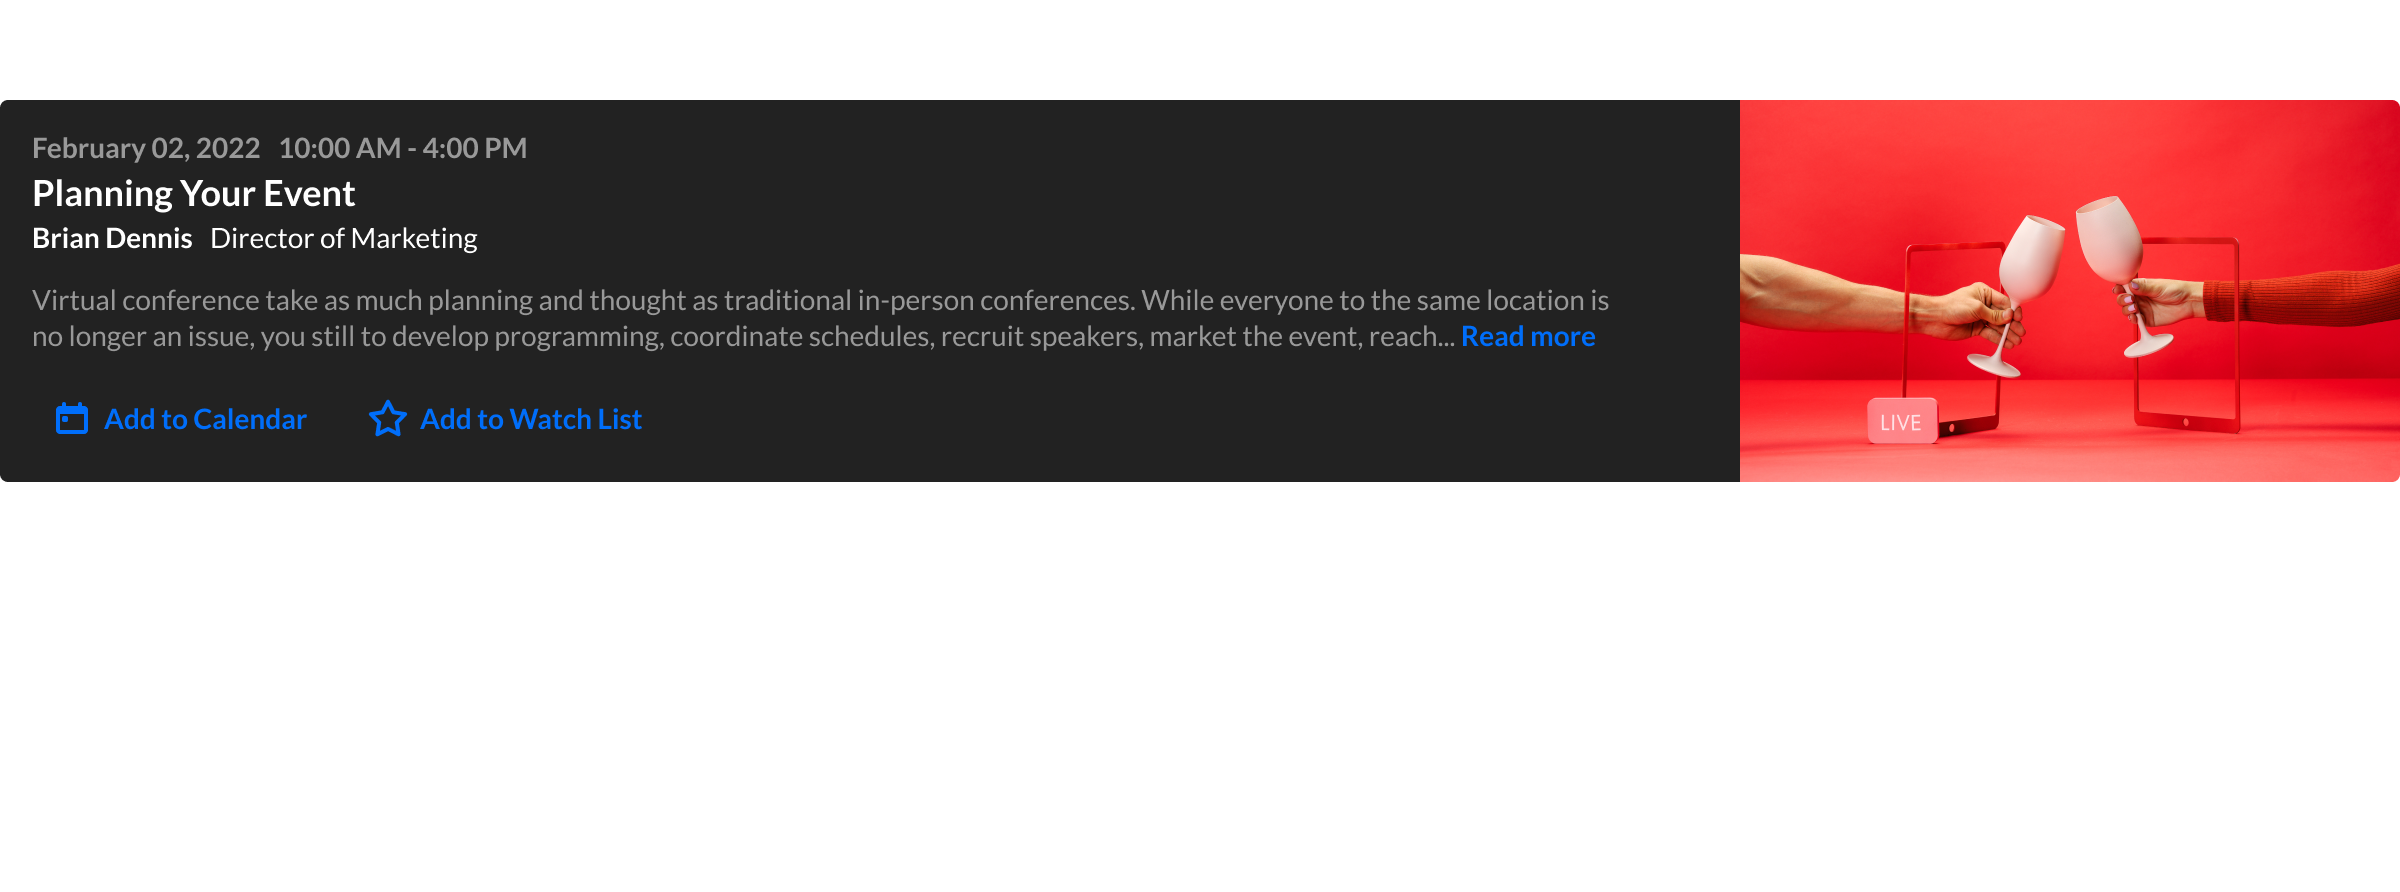 February 02, 2022 10:00 AM - 4:00 PM
Planning Your Event
Brian Dennis Director of Marketing
Virtual conference take as much planning and thought as traditional in-person conferences. While everyone to the same location is
no longer an issue, you still to develop programming, coordinate schedules, recruit speakers, market the event, reach... Read more
Add to Calendar Add to Watch List
LIVE